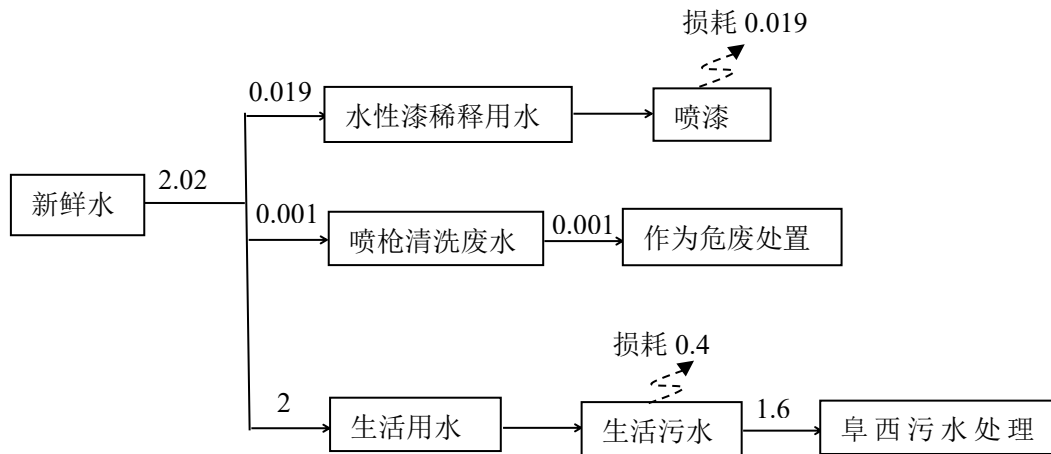 损耗 0.019
0.019
水性漆稀释用水
喷漆
新鲜水
2.02
0.001
喷枪清洗废水
0.001
作为危废处置
损耗 0.4
2
生活用水
生活污水
1.6
阜西污水处理